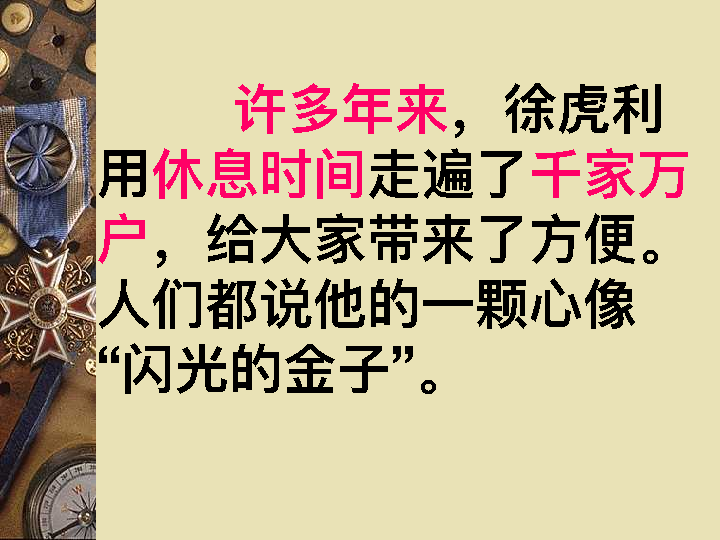 许多年来，徐虎利
用休息时间走遍了千家万
户，给大家带来了方便。
人们都说他的一颗心像
“闪光的金子”。
W